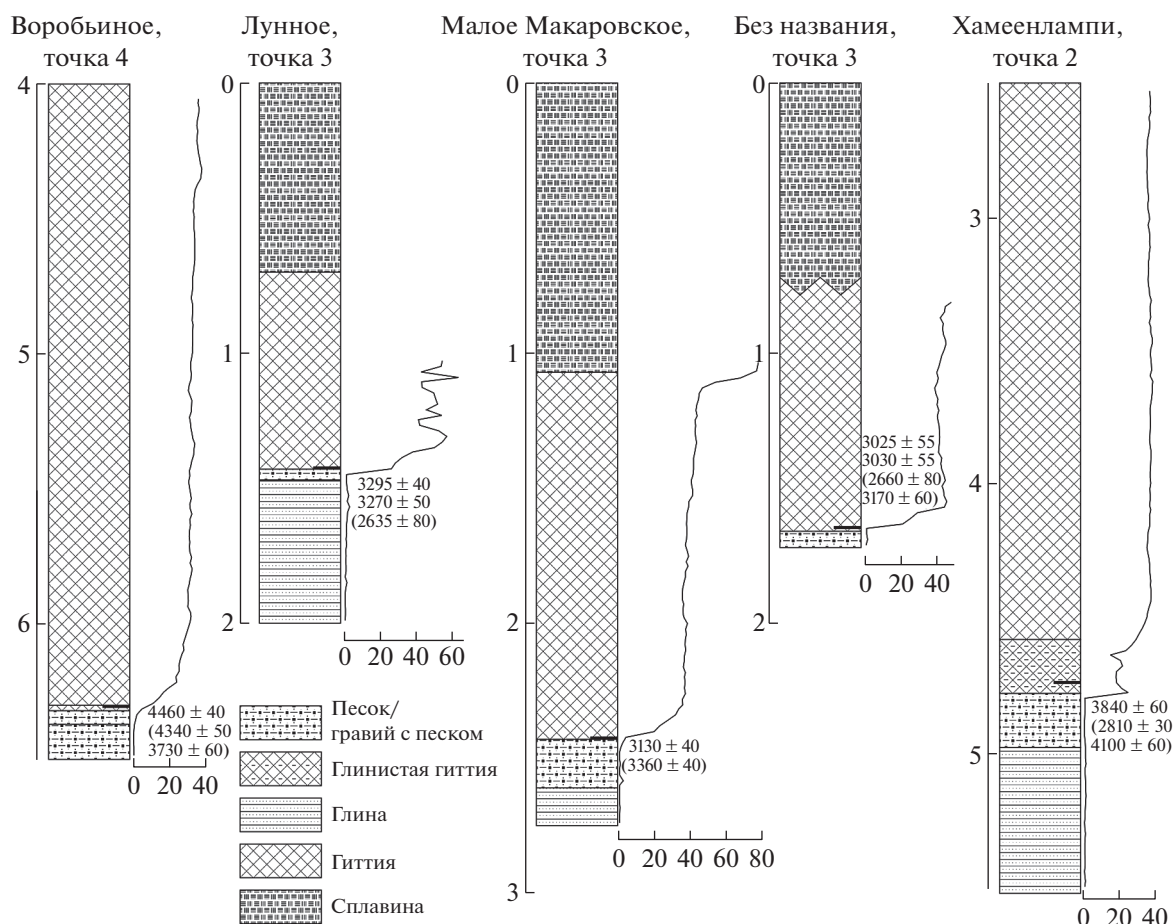 Воробьиное,
точка 4
Лунное,
точка 3
Малое Макаровское,
точка 3
Без названия,
точка 3
Хамеенлампи,
точка 2
4
5
6
4460 ± 40
(4340 ± 50
3730 ± 60)
0 20 40
0
1
2
3295 ± 40
3270 ± 50
(2635 ± 80)
0 20 40 60
0
1
2
3
3130 ± 40
(3360 ± 40)
0 20 40 60 80
0
1
2
3025 ± 55
3030 ± 55
(2660 ± 80
3170 ± 60)
0 20 40
3
4
5
3840 ± 60
(2810 ± 30
4100 ± 60)
0 20 40
Песок/
гравий с песком
Глинистая гиттия
Глина
Гиттия
Сплавина